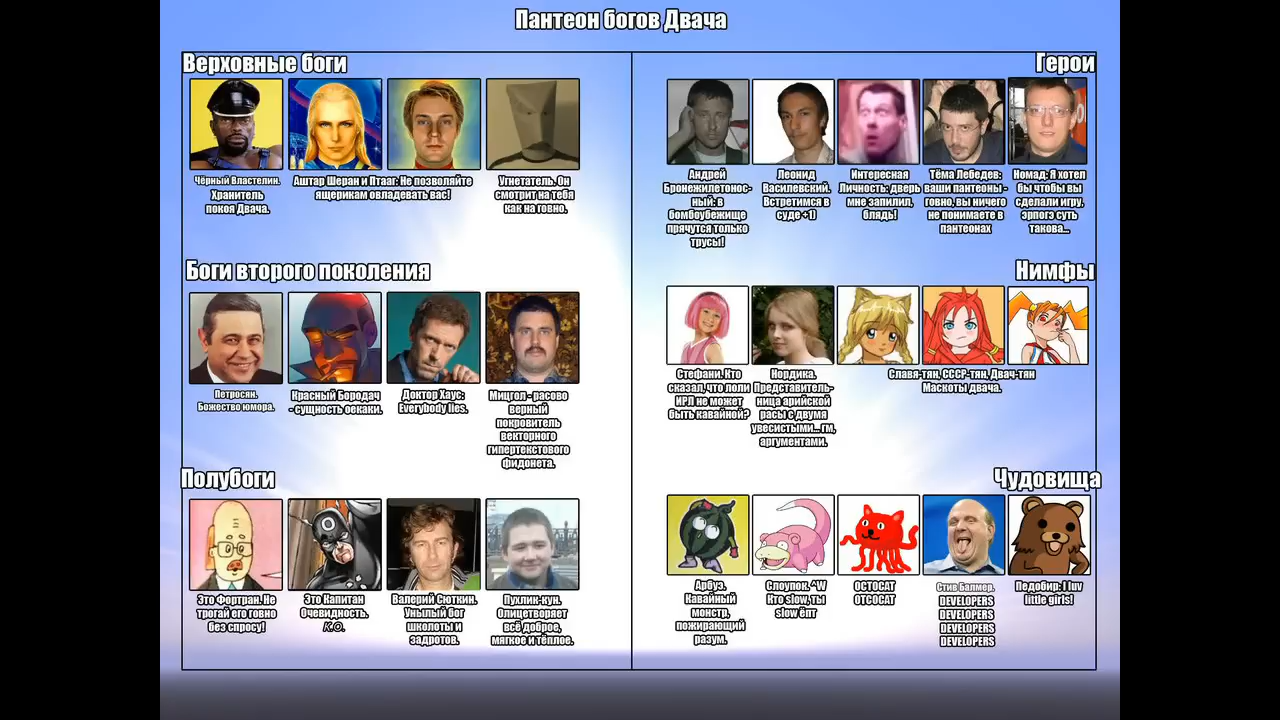 Пантеон богов Двача
Верховные боги
Чёрный Властелин.
Хранитель
покоя Двача.
Аштар Шеран и Птааг: Не позволяйте
ящерикам овладевать вас!
Угнетатель. Он
смотрит на тебя
как на говно.
Боги второго поколения
Петросян.
Божество юмора.
Красный Бородач
- сущность оекаки.
Доктор Хаус:
Everybody lies.
Мицгол - расово
верный
покровитель
векторного
гипертекстового
фидонета.
Полубоги
Это Фортран. Не
трогай его говно
без спросу!
Это Капитан
Очевидность.
К.О.
Валерий Сюткин.
Унылый бог
школоты и
задротов.
Пухлик-кун.
Олицетворяет
всё доброе,
мягкое и тёплое.
Герои
Андрей
Бронежилетонос-
ный: в
бомбоубежище
прячутся только
трусы!
Леонид
Василевский.
Встретимся в
суде +1)
Интересная
Личность: дверь
мне запилил,
блядь!
Тёма Лебедев:
ваши пантеоны -
говно, вы ничего
не понимаете в
пантеонах
Номад: Я хотел
бы чтобы вы
сделали игру,
эрпогэ суть
такова...
Нимфы
Стефани. Кто
сказал, что лоли
ИРЛ не может
быть кавайной?
Нордика.
Представитель-
ница арийской
расы с двумя
увесистыми... гм,
аргументами.
Славя-тян, СССР-тян, Двач-тян
Маскоты двача.
Чудовища
Арбуз.
Кавайный
монстр,
пожирающий
разум.
Слоупок. ^W
Кто slow, ты
slow ёпт
ОСТОСАТ
ОТСОСАТ
Стив Балмер.
DEVELOPERS
DEVELOPERS
DEVELOPERS
DEVELOPERS
Педобир: I luv
little girls!